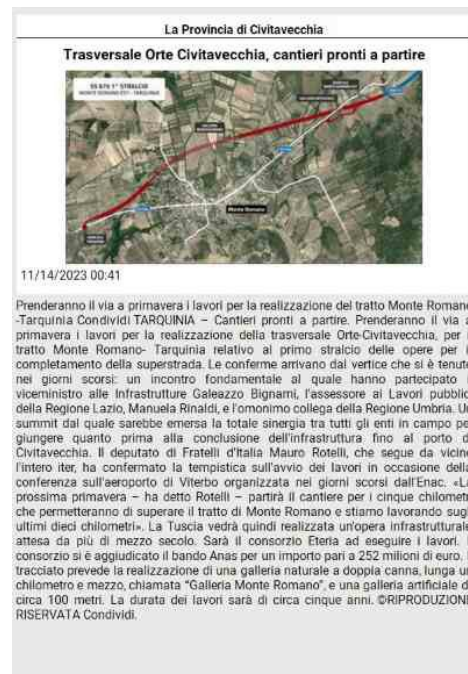 La Provincia di Civitavecchia
Trasversale Orte Civitavecchia, cantieri pronti a partire
SS 675 1° STRALCIO
MONTE ROMANO EST - TARQUINIA
Monte Romano
11/14/2023 00:41
Prenderanno il via a primavera i lavori per la realizzazione del tratto Monte Romano
-Tarquinia Condividi TARQUINIA – Cantieri pronti a partire. Prenderanno il via a
primavera i lavori per la realizzazione della trasversale Orte-Civitavecchia, per
tratto Monte Romano- Tarquinia relativo al primo stralcio delle opere per
completamento della superstrada. Le conferme arrivano dal vertice che si è tenuto
nei giorni scorsi: un incontro fondamentale al quale hanno partecipato
viceministro alle Infrastrutture Galeazzo Bignami, l'assessore ai Lavori pubblic
della Regione Lazio, Manuela Rinaldi, e l'omonimo collega della Regione Umbria. Un
summit dal quale sarebbe emersa la totale sinergia tra tutti gli enti in campo pe
giungere quanto prima alla conclusione dell'infrastruttura fino al porto d
Civitavecchia. Il deputato di Fratelli d'Italia Mauro Rotelli, che segue da vicino
l'intero iter, ha confermato la tempistica sull'avvio dei lavori in occasione della
conferenza sull'aeroporto di Viterbo organizzata nei giorni scorsi dall'Enac. «La
prossima primavera – ha detto Rotelli – partirà il cantiere per i cinque chilometri
che permetteranno di superare il tratto di Monte Romano e stiamo lavorando sugl
ultimi dieci chilometri». La Tuscia vedrà quindi realizzata un'opera infrastrutturale
attesa da più di mezzo secolo. Sarà il consorzio Eteria ad eseguire i lavori.
consorzio si è aggiudicato il bando Anas per un importo pari a 252 milioni di euro.
tracciato prevede la realizzazione di una galleria naturale a doppia canna, lunga un
chilometro e mezzo, chiamata "Galleria Monte Romano", e una galleria artificiale d
circa 100 metri. La durata dei lavori sarà di circa cinque anni. ©RIPRODUZIONE
RISERVATA Condividi.